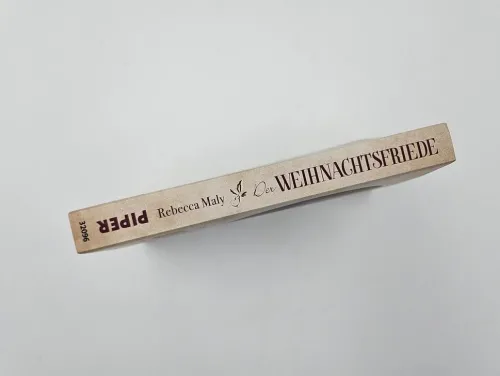 32096
PIPER
Rebecca Maly
Der WEIHNACHTSFRIEDE